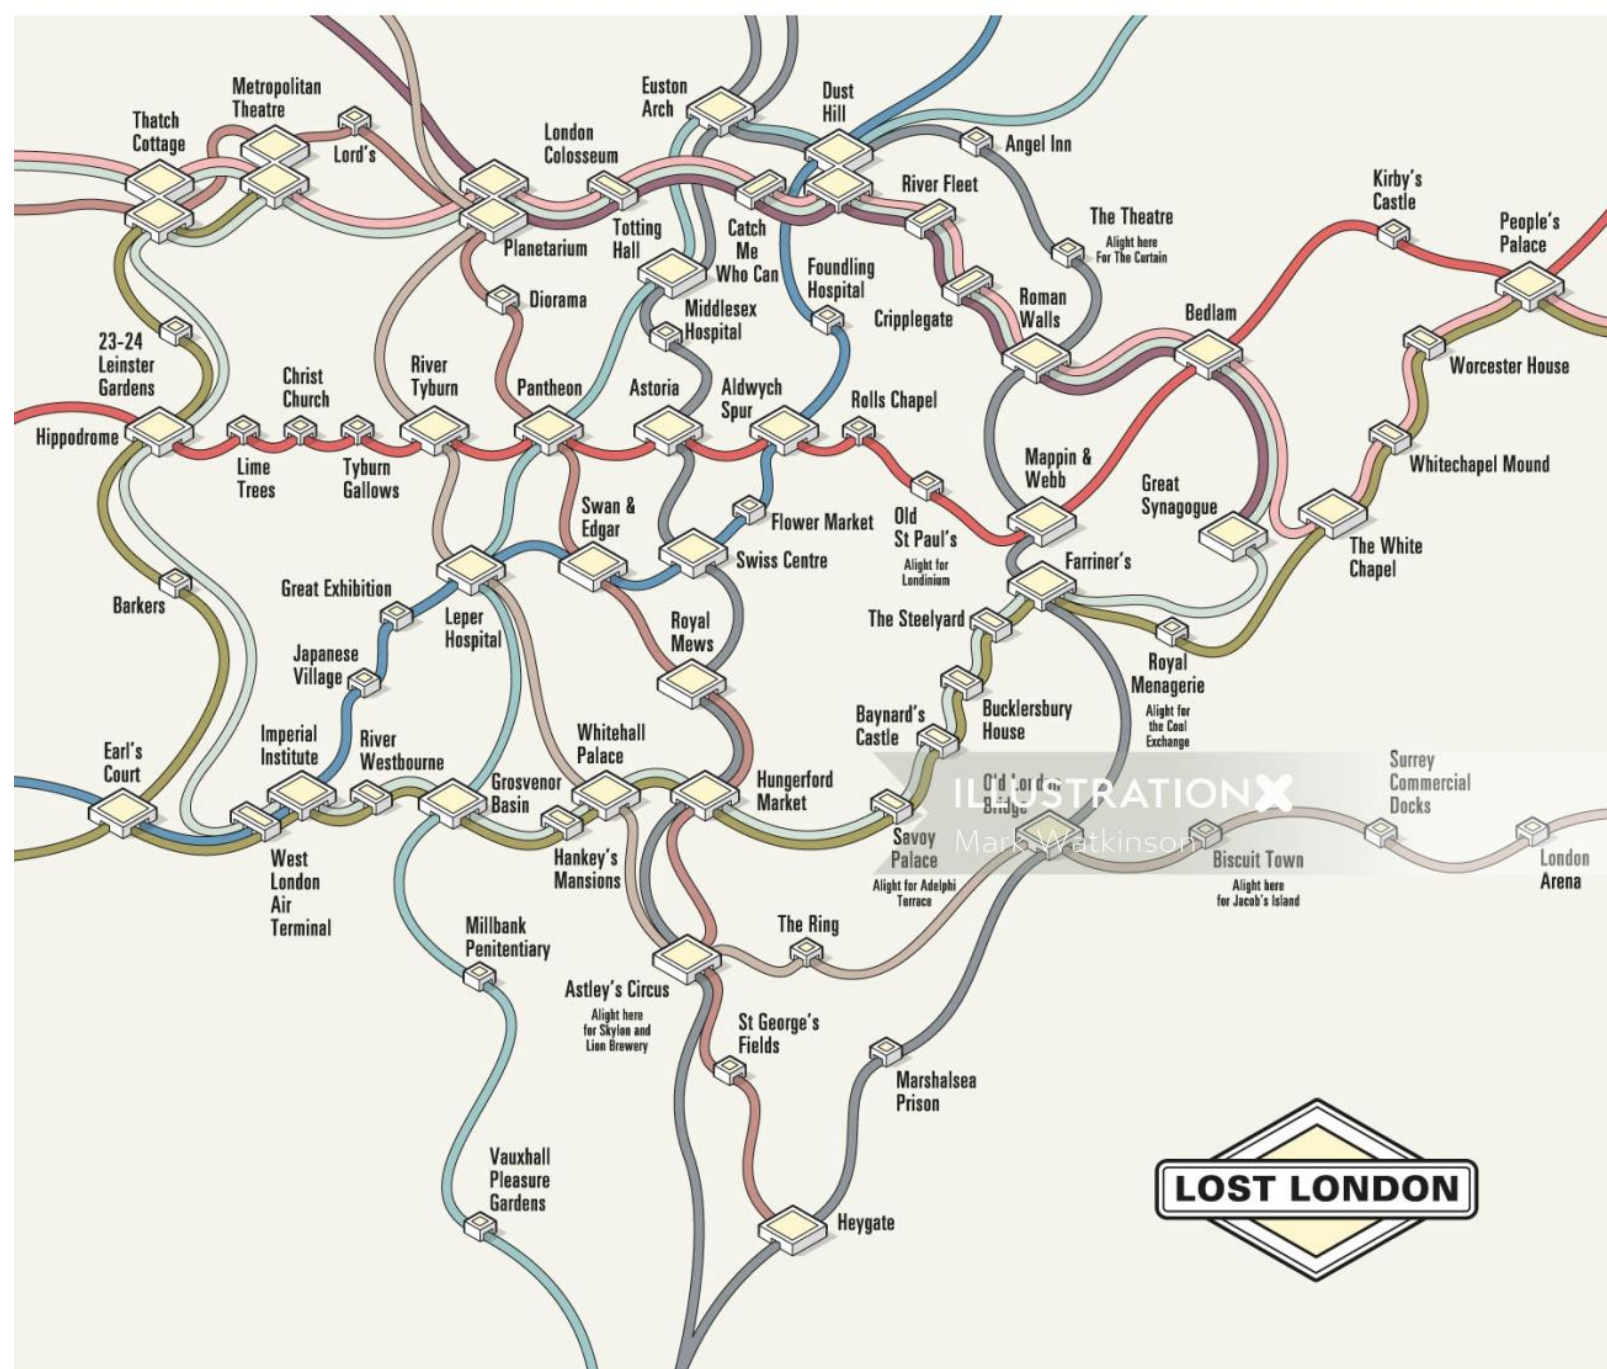 Metropolitan
Theatre
Thatch
Cottage
Lord's
London
Colosseum
Euston
Arch
Dust
Hill
Angel Inn
Kirby's
Castle
River Fleet
The Theatre
Alight here
For The Curtain
People's
Palace
Planetarium
Totting
Hall
Catch
Me
Who Can
Foundling
Hospital
Diorama
Middlesex
Hospital
Cripplegate
Roman
Walls
Bedlam
23-24
Leinster
Gardens
Christ
Church
River
Tyburn
Pantheon
Astoria
Aldwych
Spur
Rolls Chapel
Worcester House
Hippodrome
Lime
Trees
Tyburn
Gallows
Mappin &
Webb
Great
Synagogue
Whitechapel Mound
Swan &
Edgar
Flower Market
Swiss Centre
Old
St Paul's
Alight for
Londinium
Farriner's
The White
Chapel
Barkers
Great Exhibition
Leper
Hospital
Royal
Mews
The Steelyard
Japanese
Village
Royal
Menagerie
Alight for
the Coal
Exchange
Baynard's
Castle
Bucklersbury
House
Earl's
Court
Imperial
Institute
River
Westbourne
Grosvenor
Basin
Whitehall
Palace
Hungerford
Market
Old London
Bridge
ILLUSTRATIONX
Mark Watkinson
Surrey
Commercial
Docks
West
London
Air
Terminal
Hankey's
Mansions
Savoy
Palace
Alight for Adelphi
Terrace
Biscuit Town
Alight here
for Jacob's Island
London
Arena
Millbank
Penitentiary
The Ring
Astley's Circus
Alight here
for Skylon and
Lion Brewery
St George's
Fields
Marshalsea
Prison
Vauxhall
Pleasure
Gardens
Heygate
LOST LONDON